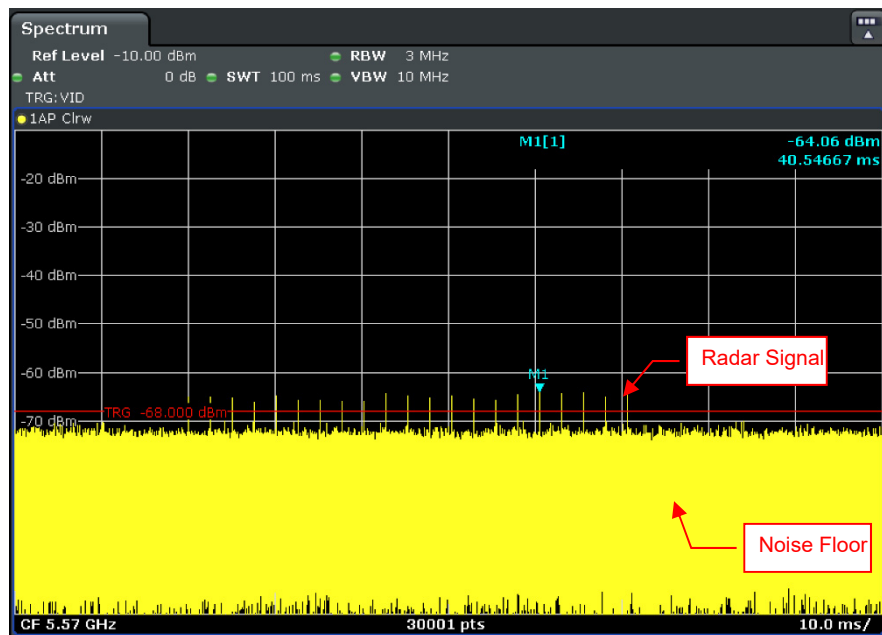 Spectrum
Ref Level -10.00 dBm RBW 3 MHz
Att 0 dB SWT 100 ms VBW 10 MHz
TRG:VID
1AP Clrw
M1[1] -64.06 dBm
40.54667 ms
-20 dBm
-30 dBm
-40 dBm
-50 dBm
Radar Signal
-60 dBm
M1
TRG -68.000 dBm
-70 dBm
Noise Floor
CF 5.57 GHz 30001 pts 10.0 ms/